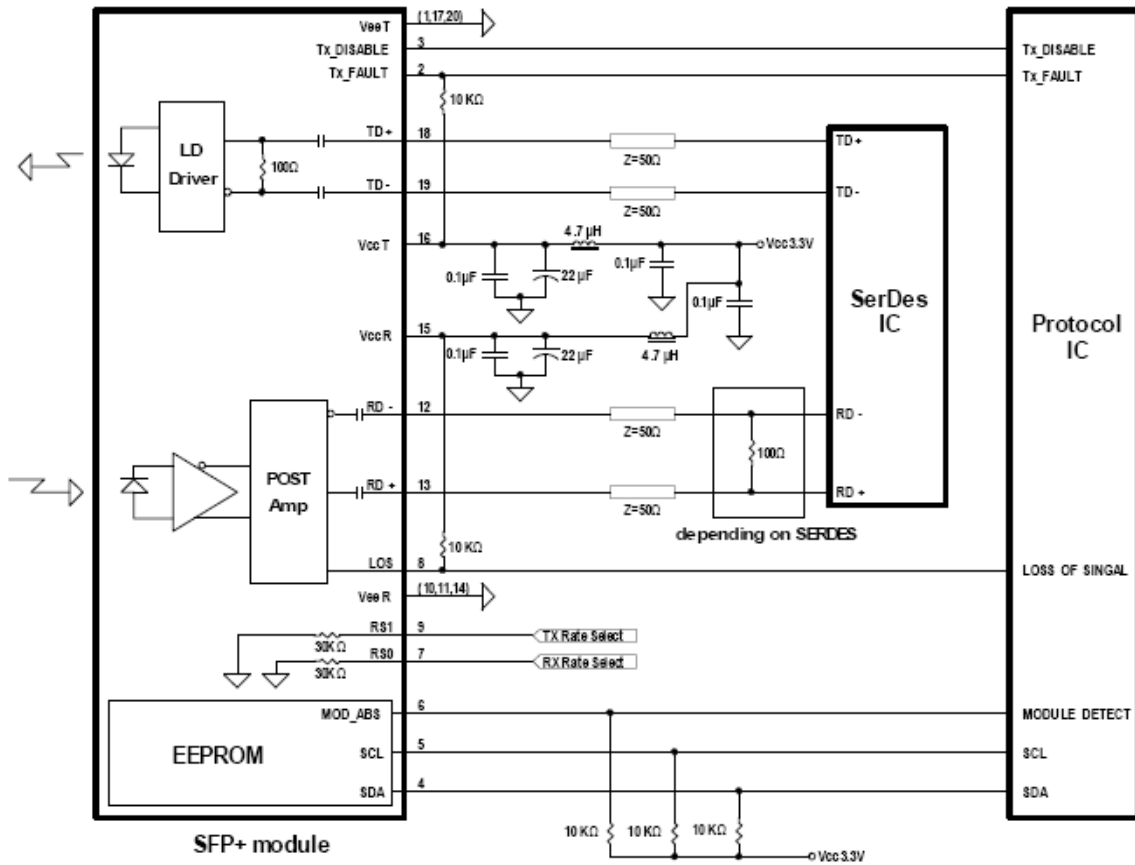 VeeT
(1,17,20)
Tx_DISABLE
3
Tx_DISABLE
Tx_FAULT
2
Tx_FAULT
10 KΩ
LD
Driver
100Ω
TD+
18
Z=50Ω
TD+
TD -
19
Z=50Ω
TD -
VccT
16
4.7 µH
Vcc3.3V
0.1µF
22 µF
0.1µF
0.1µF
VccR
15
0.1µF
22 µF
4.7 µH
SerDes
IC
Protocol
IC
POST
Amp
RD -
12
Z=50Ω
RD -
100Ω
RD +
13
Z=50Ω
RD +
depending on SERDES
10 KΩ
LOS
8
LOSS OF SINGAL
VeeR
(10,11,14)
RS1
9
TX Rate Select
30KΩ
RS0
7
RX Rate Select
30KΩ
EEPROM
MOD_ABS
6
MODULE DETECT
SCL
5
SCL
SDA
4
SDA
10 KΩ
10 KΩ
10 KΩ
Vcc3.3V
SFP+ module